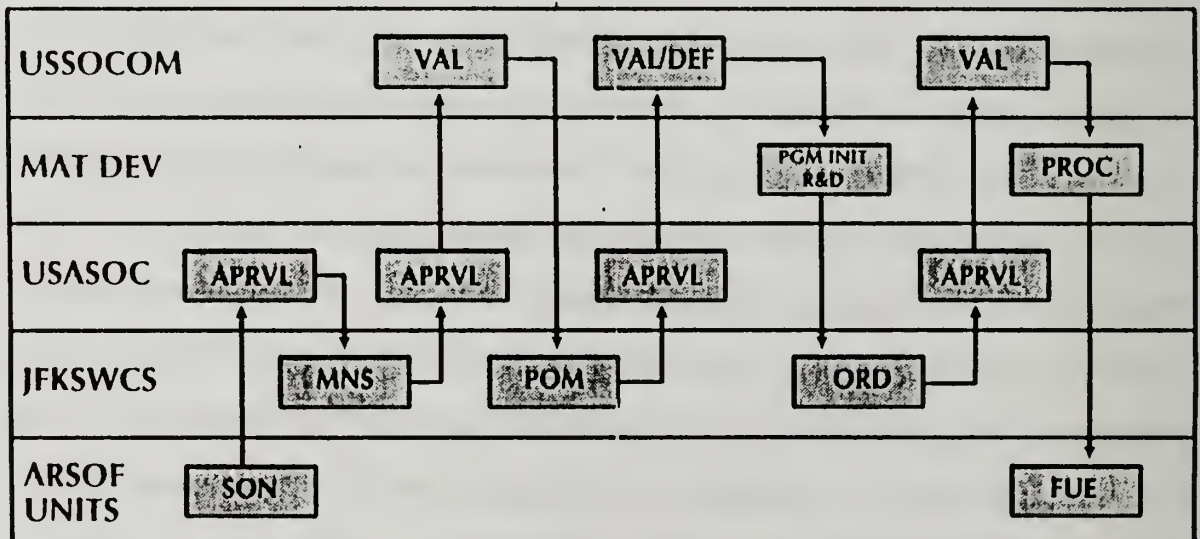 USSOCOM
VAL
VAL/DEF
VAL
MAT DEV
PGM INIT
R&D
PROC
USASOC
APRVL
APRVL
APRVL
APRVL
JFKSWCS
MNS
POM
ORD
ARSOF
UNITS
SON
FUE